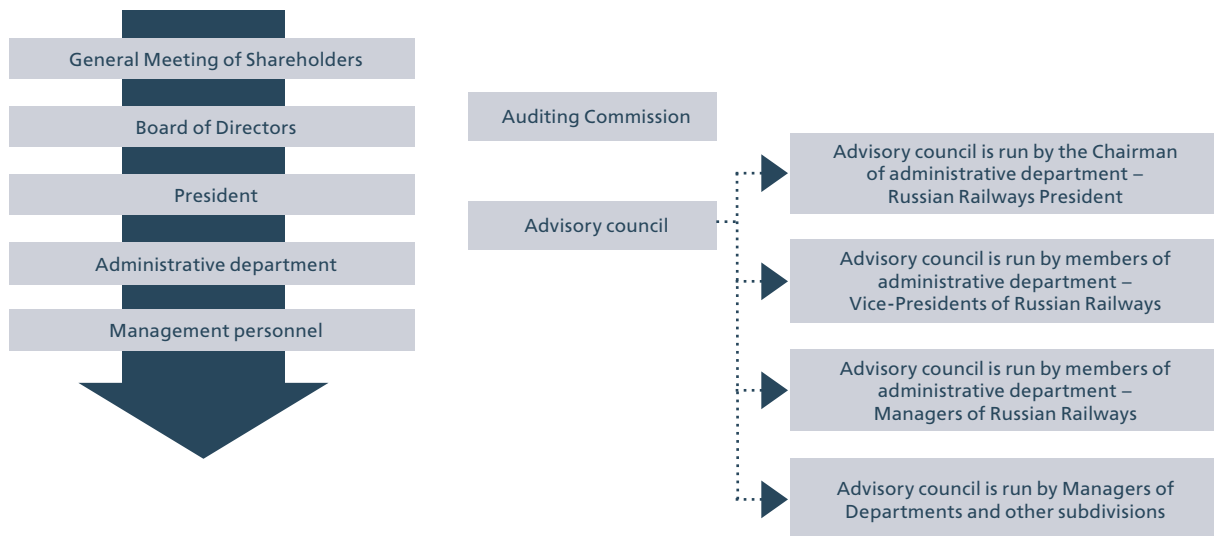 General Meeting of Shareholders
Board of Directors
President
Administrative department
Management personnel
Auditing Commission
Advisory council
Advisory council is run by the Chairman
of administrative department –
Russian Railways President
Advisory council is run by members of
administrative department –
Vice-Presidents of Russian Railways
Advisory council is run by members of
administrative department –
Managers of Russian Railways
Advisory council is run by Managers of
Departments and other subdivisions